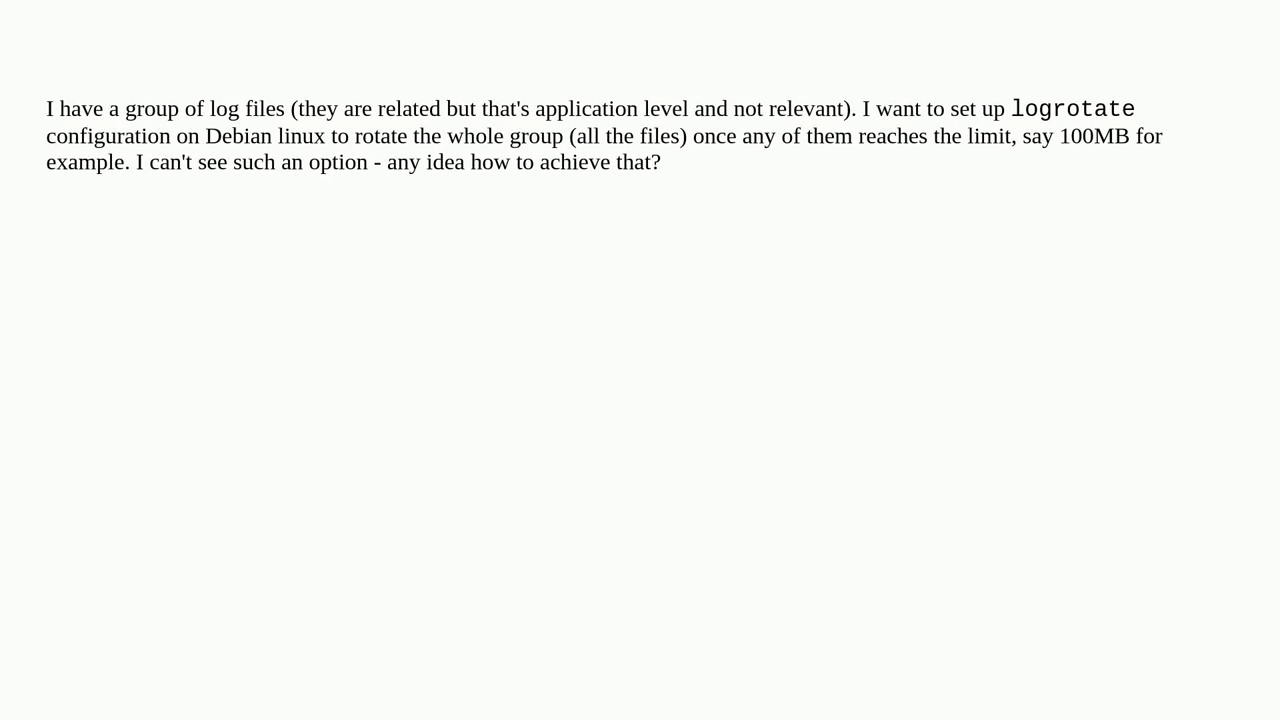 I have a group of log files (they are related but that's application level and not relevant). I want to set up logrotate
configuration on Debian linux to rotate the whole group (all the files) once any of them reaches the limit, say 100MB for
example. I can't see such an option - any idea how to achieve that?